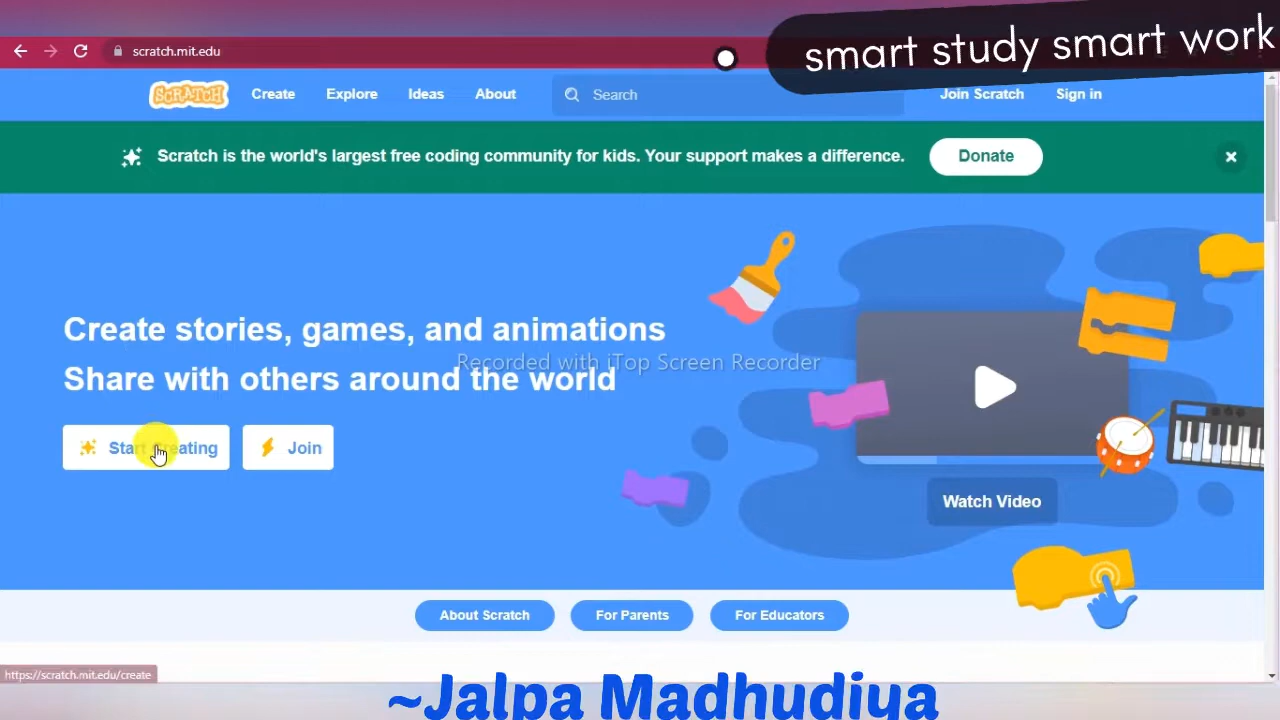 smart study smart work
scratch.mit.edu
SCRATCH Create Explore Ideas About Search Join Scratch Sign in
Scratch is the world's largest free coding community for kids. Your support makes a difference. Donate
Create stories, games, and animations
Share with others around the world
Recorded with iTop Screen Recorder
Start Creating Join
Watch Video
About Scratch For Parents For Educators
https://scratch.mit.edu/create
~Jalpa Madhudiya